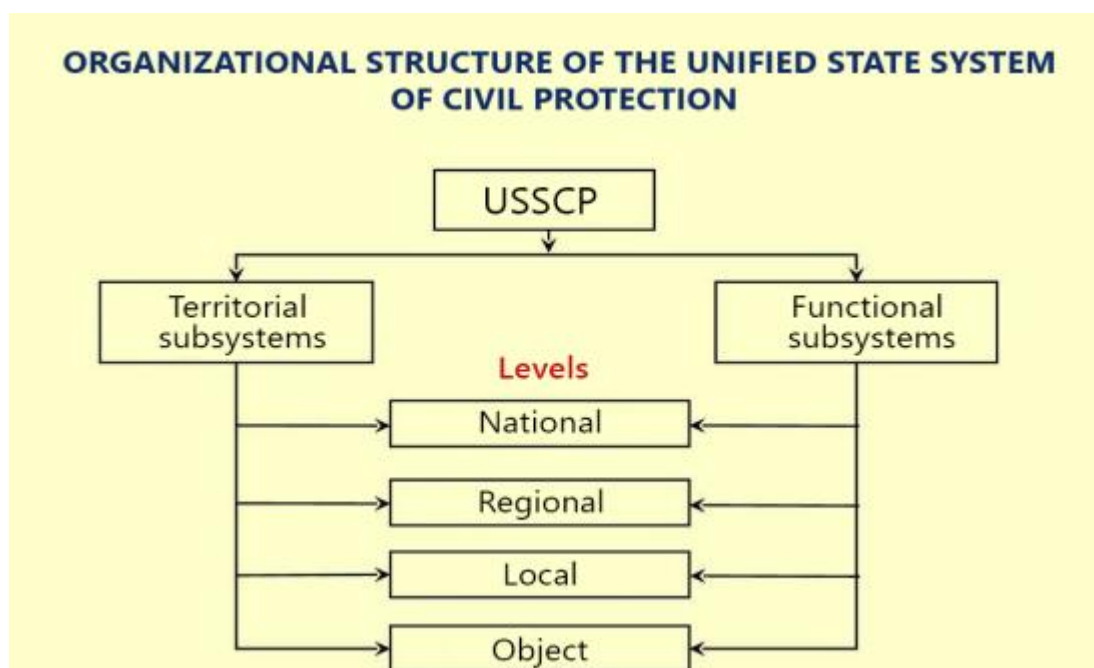 ORGANIZATIONAL STRUCTURE OF THE UNIFIED STATE SYSTEM
OF CIVIL PROTECTION
USSCP
Territorial
subsystems
Functional
subsystems
Levels
National
Regional
Local
Object